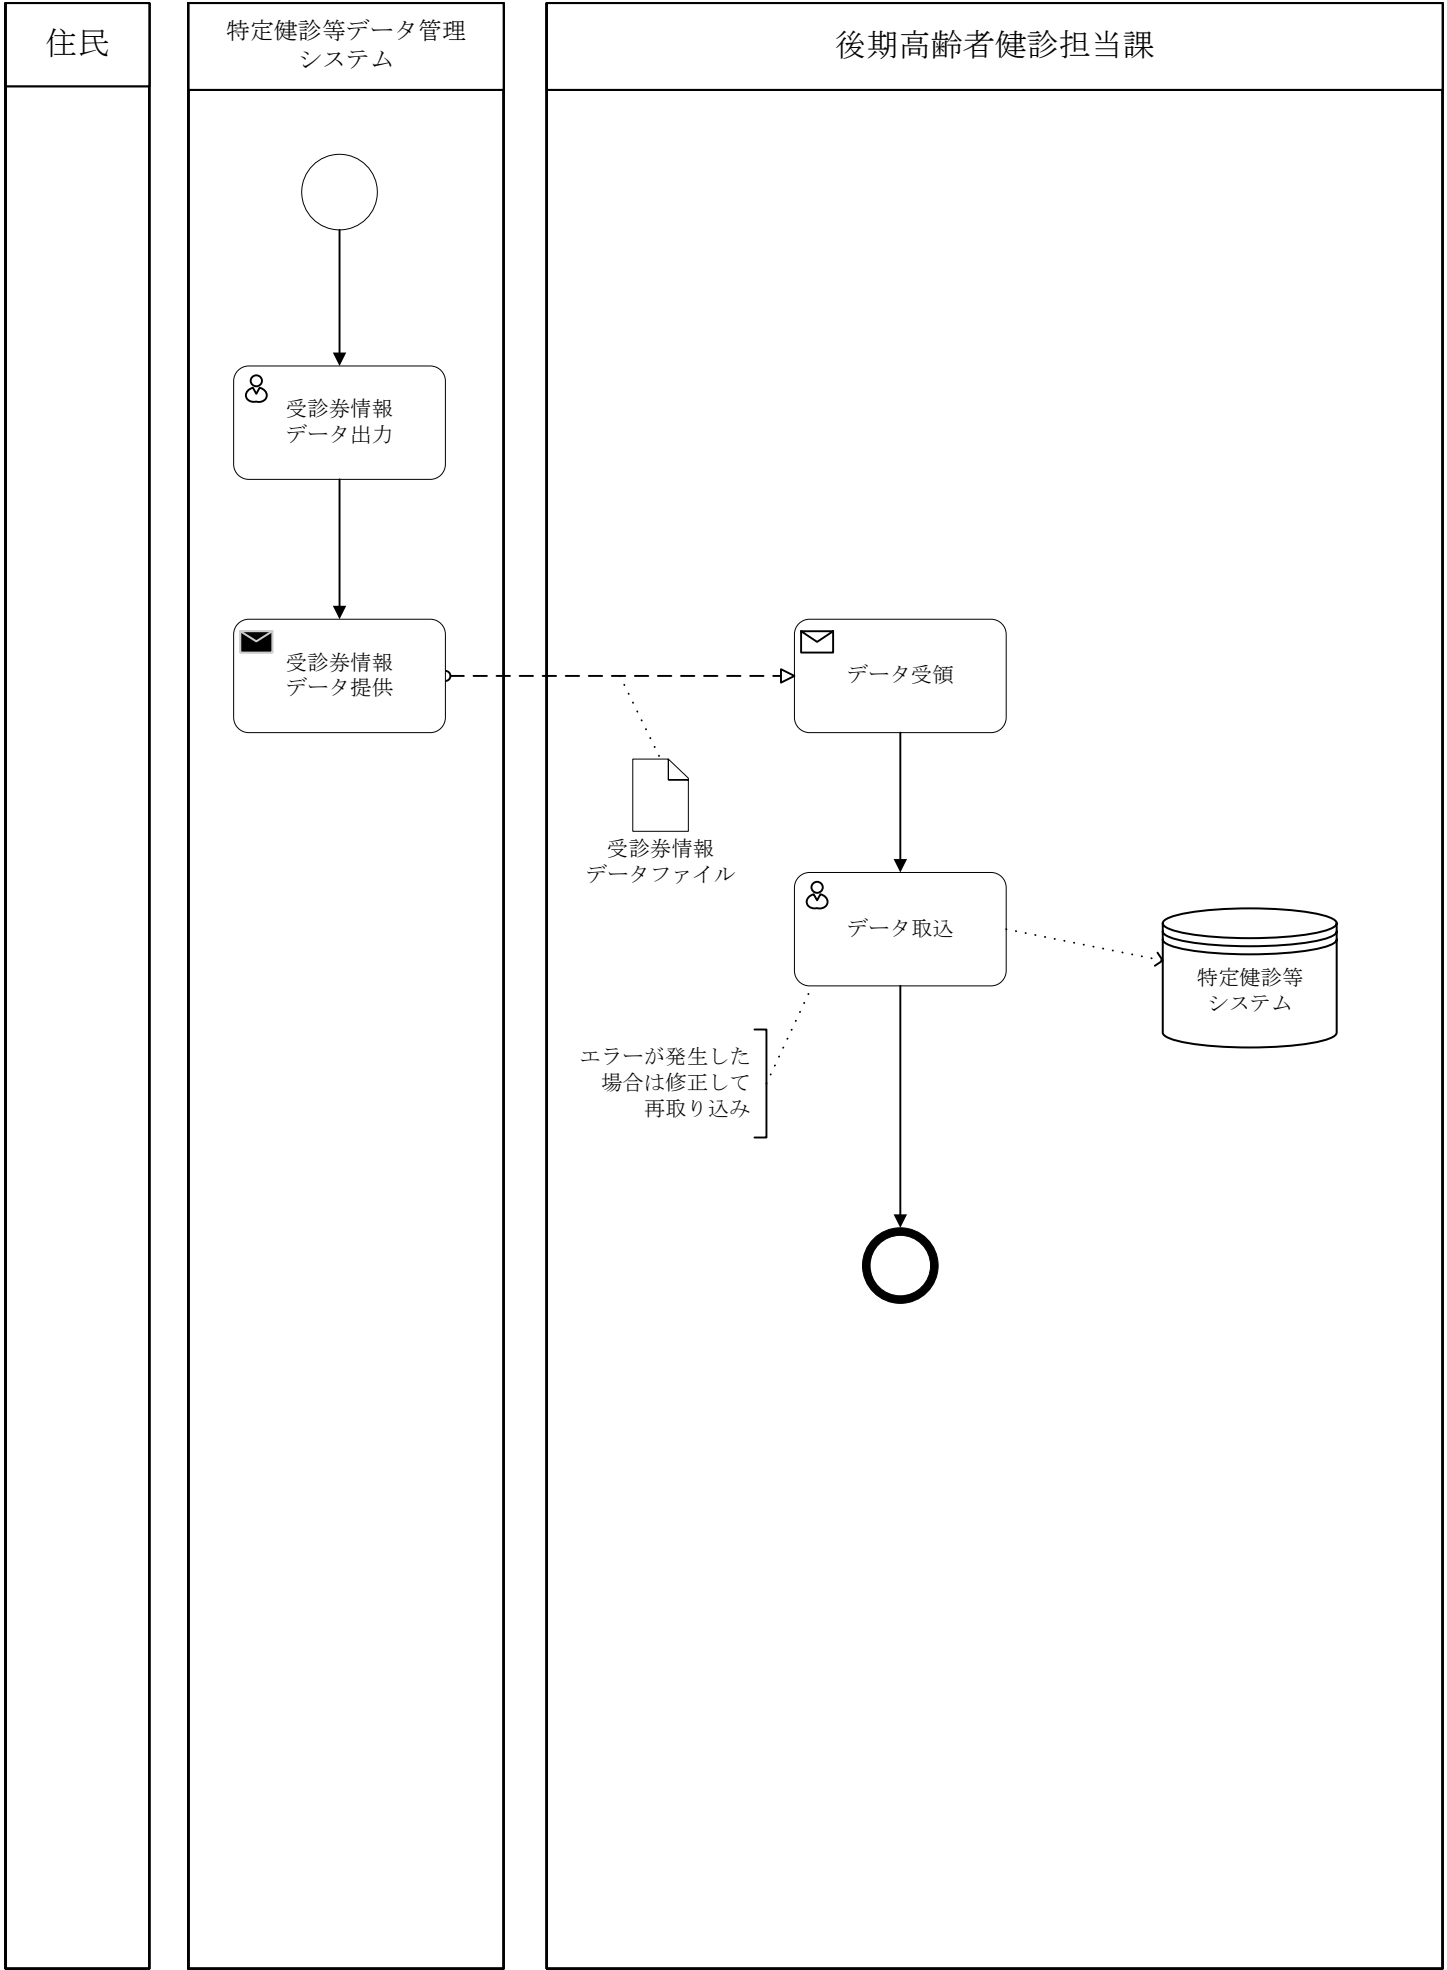 住民
特定健診等データ管理
システム
後期高齢者健診担当課
受診券情報
データ出力
受診券情報
データ提供
データ受領
受診券情報
データファイル
データ取込
特定健診等
システム
エラーが発生した
場合は修正して
再取り込み